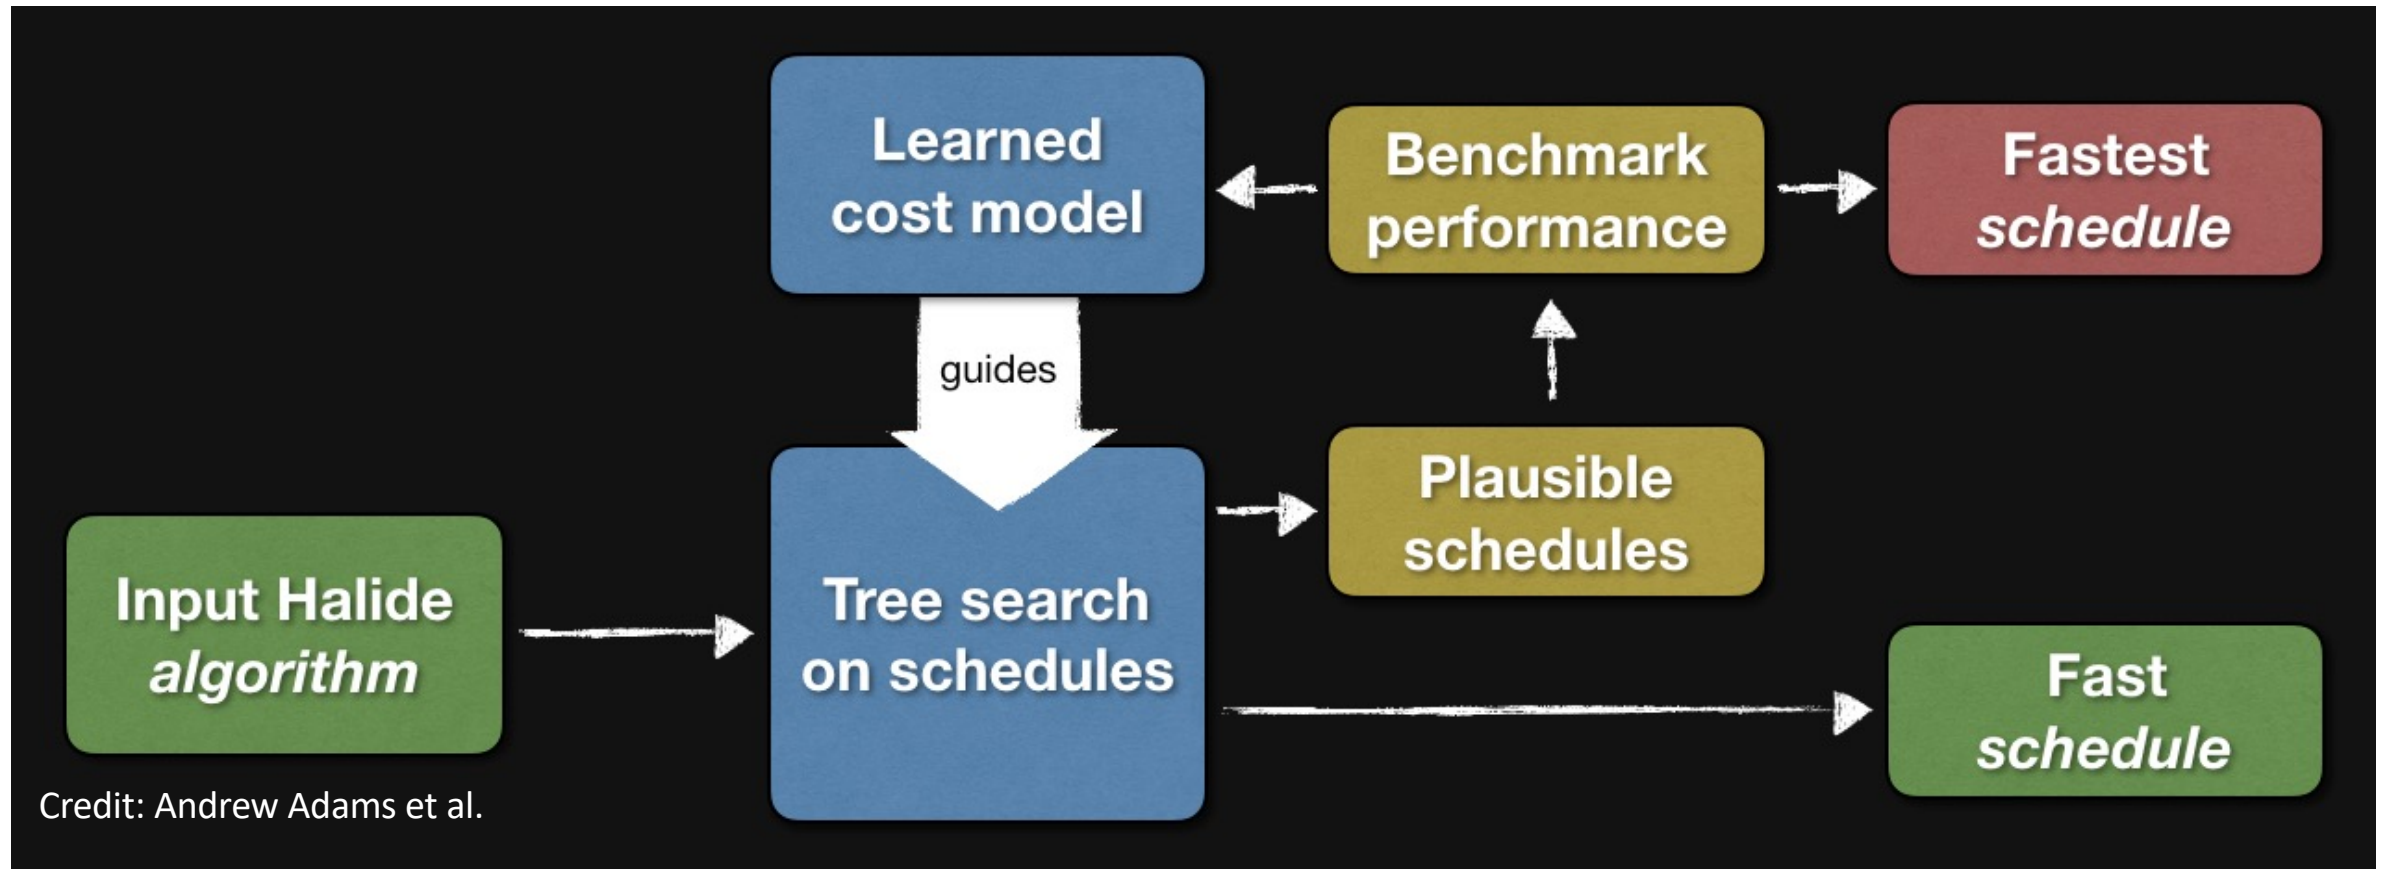 Learned
cost model
Benchmark
performance
Fastest
schedule
guides
Plausible
schedules
Input Halide
algorithm
Tree search
on schedules
Fast
schedule
Credit: Andrew Adams et al.